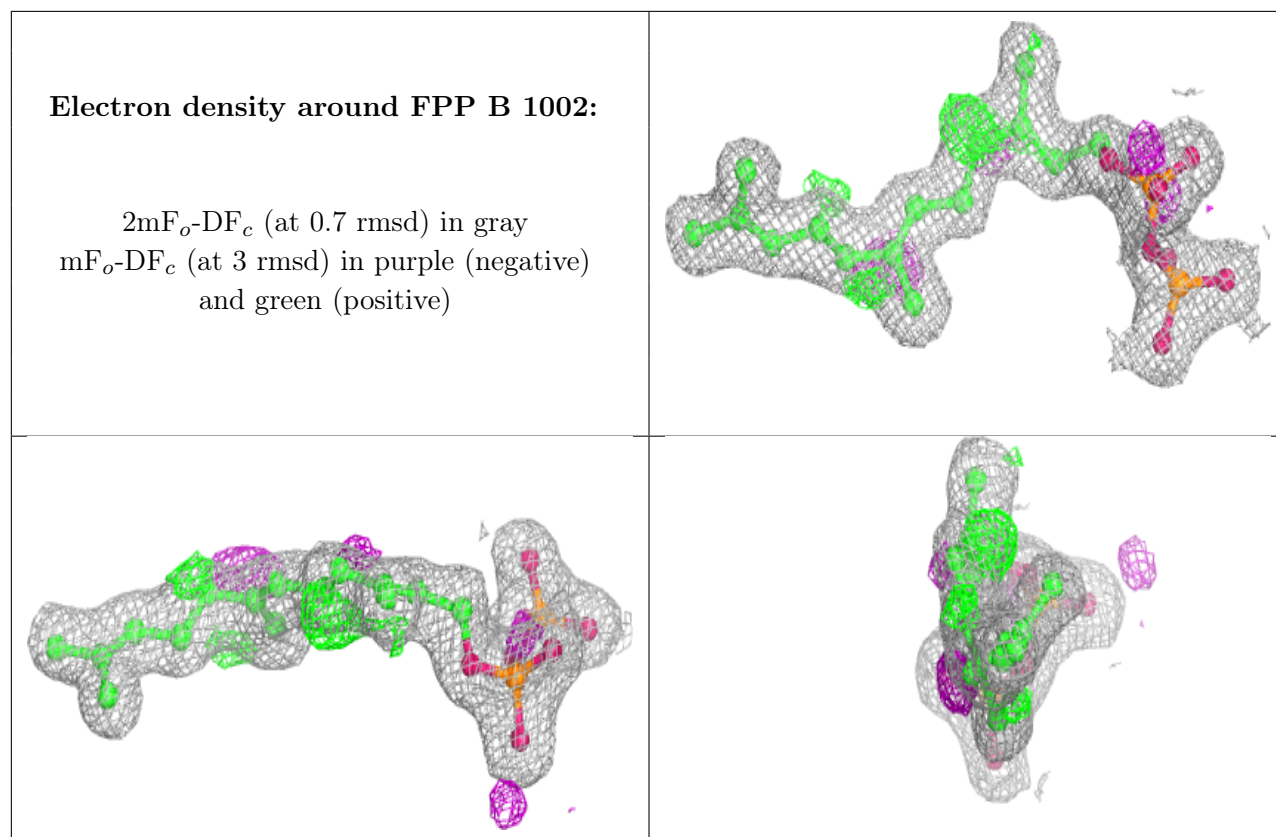 Electron density around FPP B 1002:
2mFo-DFc (at 0.7 rmsd) in gray
mFo-DFc (at 3 rmsd) in purple (negative)
and green (positive)